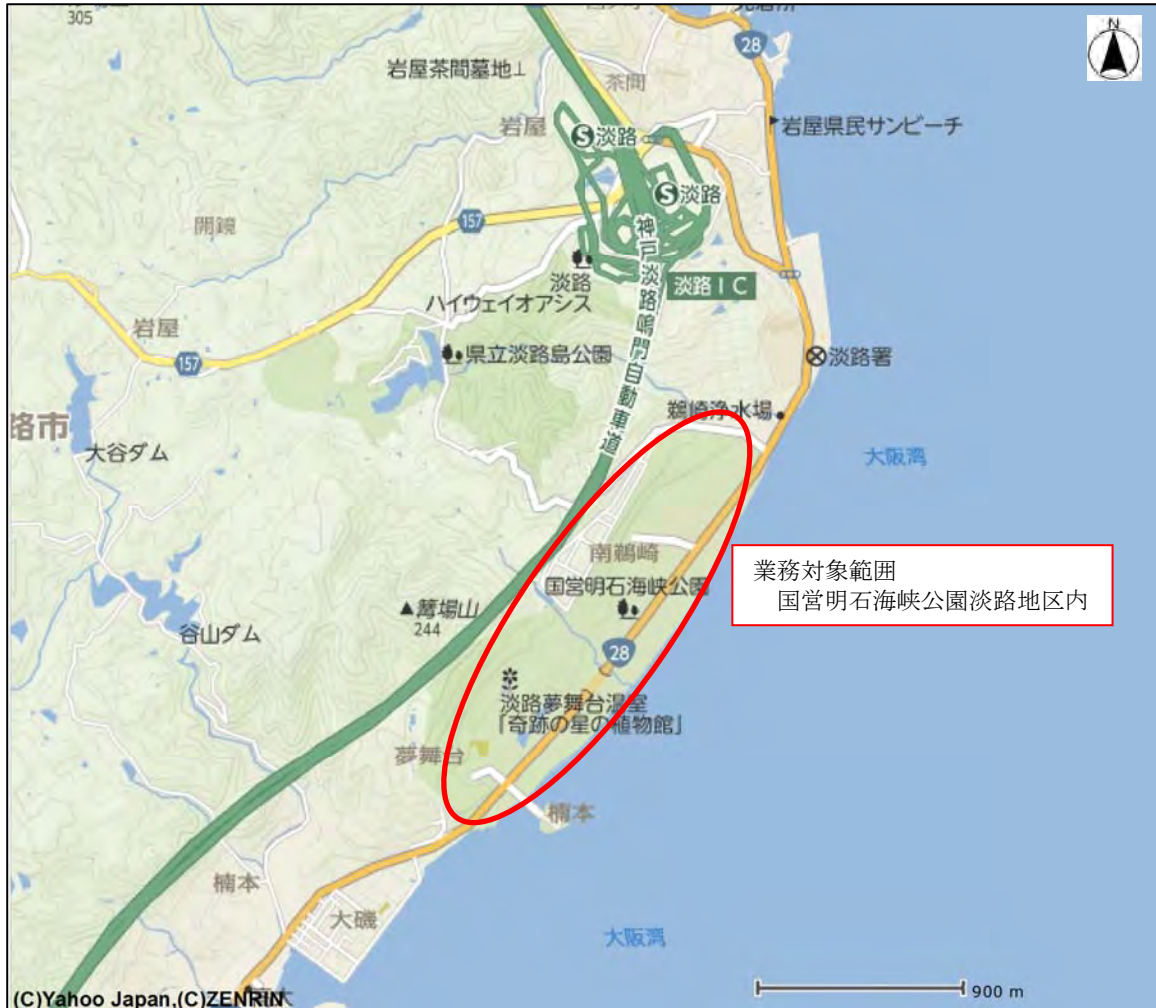 305
N
28
岩屋茶間墓地⊥
茶間
岩屋
岩屋県民サンビーチ
S淡路
S淡路
157
開鏡
神戸淡路鳴門自動車道
淡路
ハイウェイオアシス
淡路IC
岩屋
157
県立淡路島公園
淡路署
路市
大谷ダム
鵜崎浄水場
大阪湾
南鵜崎
国営明石海峡公園
業務対象範囲
国営明石海峡公園淡路地区内
▲篝場山
244
谷山ダム
28
淡路夢舞台温室
「奇跡の星の植物館」
夢舞台
楠本
楠本
大磯
大阪湾
900 m
(C)Yahoo Japan,(C)ZENRIN